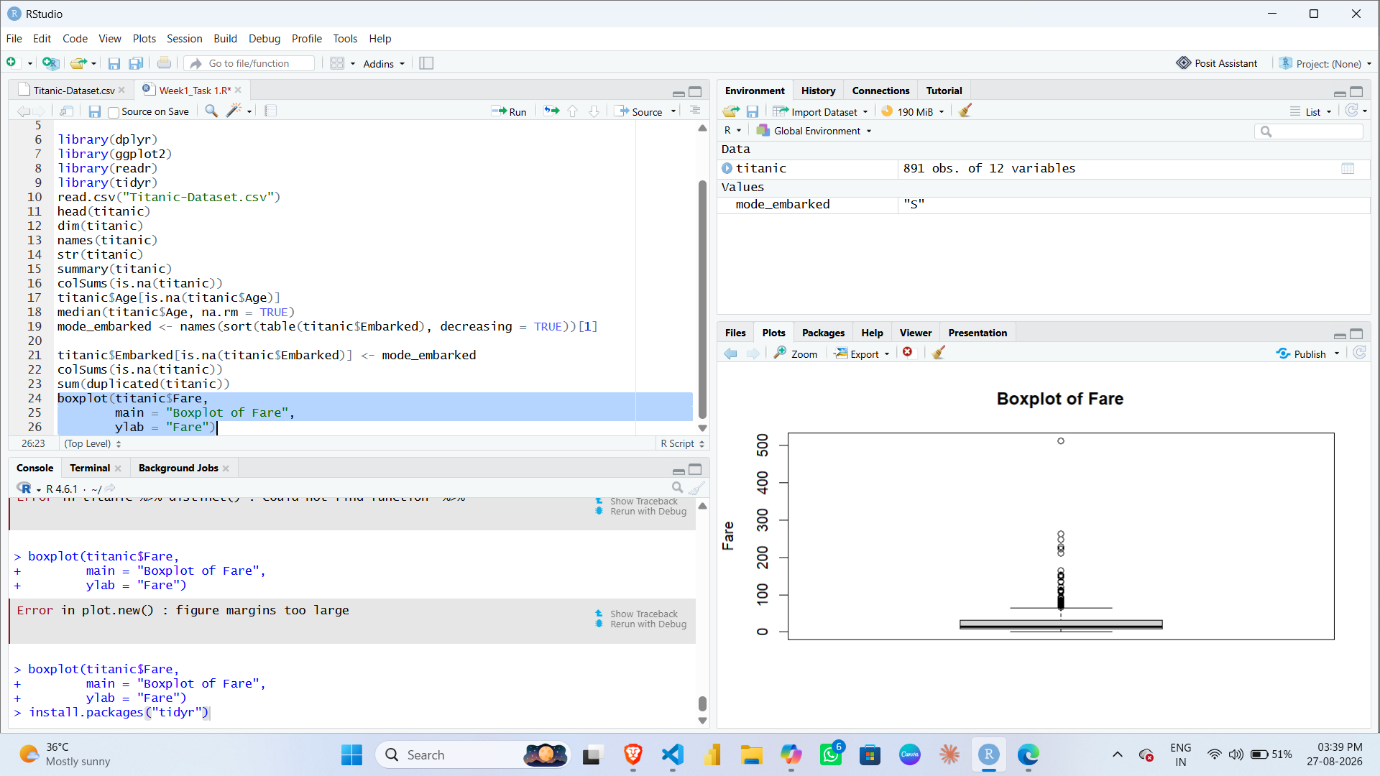 RStudio
File Edit Code View Plots Session Build Debug Profile Tools Help
Go to file/function Addins Posit Assistant Project: (None)
Titanic-Dataset.csv Week1_Task 1.R*
Source on Save Run Source
5
6 library(dplyr)
7 library(ggplot2)
8 library(readr)
9 library(tidyr)
10 read.csv("Titanic-Dataset.csv")
11 head(titanic)
12 dim(titanic)
13 names(titanic)
14 str(titanic)
15 summary(titanic)
16 colSums(is.na(titanic))
17 titanic$Age[is.na(titanic$Age)]
18 median(titanic$Age, na.rm = TRUE)
19 mode_embarked <- names(sort(table(titanic$Embarked), decreasing = TRUE))[1]
20
21 titanic$Embarked[is.na(titanic$Embarked)] <- mode_embarked
22 colSums(is.na(titanic))
23 sum(duplicated(titanic))
24 boxplot(titanic$Fare,
25 main = "Boxplot of Fare",
26 ylab = "Fare")
26:23 (Top Level) R Script
Console Terminal Background Jobs
R 4.6.1 · ~/
Error in titanic %>% distinct() : could not find function "%>%"
Show Traceback
Rerun with Debug
> boxplot(titanic$Fare,
+ main = "Boxplot of Fare",
+ ylab = "Fare")
Error in plot.new() : figure margins too large
Show Traceback
Rerun with Debug
> boxplot(titanic$Fare,
+ main = "Boxplot of Fare",
+ ylab = "Fare")
> install.packages("tidyr")
Environment History Connections Tutorial
Import Dataset 190 MiB List
R Global Environment
Data
titanic 891 obs. of 12 variables
Values
mode_embarked "S"
Files Plots Packages Help Viewer Presentation
Zoom Export Publish
Boxplot of Fare
Fare
500
400
300
200
100
0
36°C
Mostly sunny
Search
6
ENG
IN
51%
03:39 PM
27-08-2026